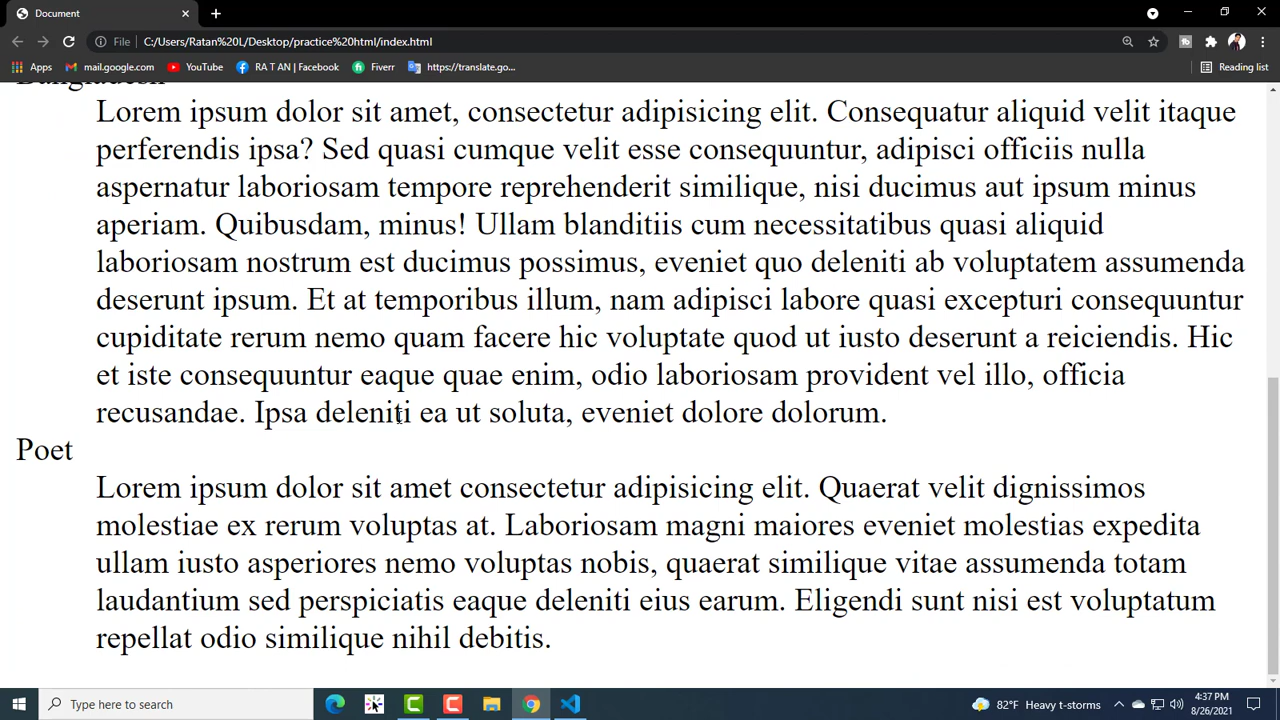 Document
File
C:/Users/Ratan%20L/Desktop/practice%20html/index.html
Apps
mail.google.com
YouTube
RA T AN | Facebook
Fiverr
https://translate.go...
Reading list
Bangladesh
Lorem ipsum dolor sit amet, consectetur adipisicing elit. Consequatur aliquid velit itaque
perferendis ipsa? Sed quasi cumque velit esse consequuntur, adipisci officiis nulla
aspernatur laboriosam tempore reprehenderit similique, nisi ducimus aut ipsum minus
aperiam. Quibusdam, minus! Ullam blanditiis cum necessitatibus quasi aliquid
laboriosam nostrum est ducimus possimus, eveniet quo deleniti ab voluptatem assumenda
deserunt ipsum. Et at temporibus illum, nam adipisci labore quasi excepturi consequuntur
cupiditate rerum nemo quam facere hic voluptate quod ut iusto deserunt a reiciendis. Hic
et iste consequuntur eaque quae enim, odio laboriosam provident vel illo, officia
recusandae. Ipsa deleniti ea ut soluta, eveniet dolore dolorum.
Poet
Lorem ipsum dolor sit amet consectetur adipisicing elit. Quaerat velit dignissimos
molestiae ex rerum voluptas at. Laboriosam magni maiores eveniet molestias expedita
ullam iusto asperiores nemo voluptas nobis, quaerat similique vitae assumenda totam
laudantium sed perspiciatis eaque deleniti eius earum. Eligendi sunt nisi est voluptatum
repellat odio similique nihil debitis.
Type here to search
82°F Heavy t-storms
4:37 PM
8/26/2021